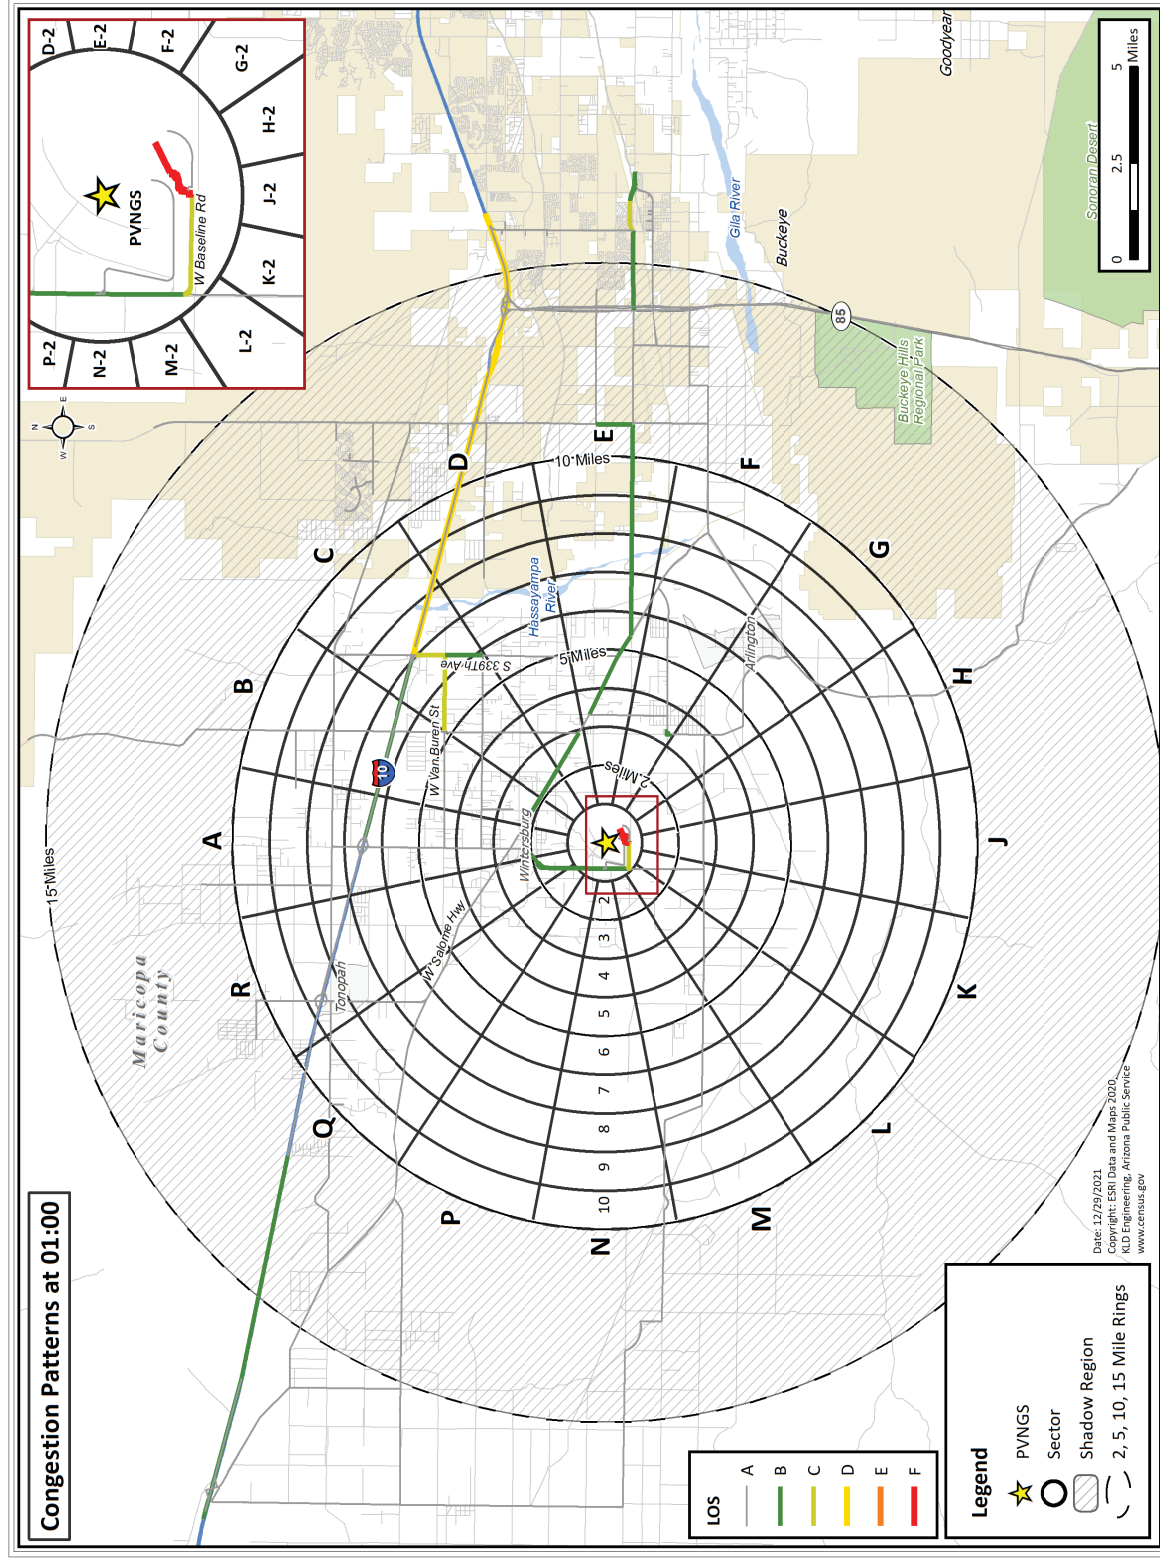 Congestion Patterns at 01:00
15 Miles
Maricopa
County
A
B
C
D
E
F
G
H
J
K
L
M
N
P
Q
R
10 Miles
5 Miles
2 Miles
2
3
4
5
6
7
8
9
10
10
85
Tonopah
W Salome Hwy
Wintersburg
W Van Buren St
S 339Th Ave
Hassayampa
River
Arlington
Gila River
Buckeye
Goodyear
Buckeye Hills
Regional Park
Sonoran Desert
N
E
S
W
D-2
E-2
F-2
G-2
H-2
J-2
K-2
L-2
M-2
N-2
P-2
PVNGS
W Baseline Rd
0
2.5
5
Miles
LOS
A
B
C
D
E
F
Legend
PVNGS
Sector
Shadow Region
2, 5, 10, 15 Mile Rings
Date: 12/29/2021
Copyright: ESRI Data and Maps 2020
KLD Engineering, Arizona Public Service
www.census.gov